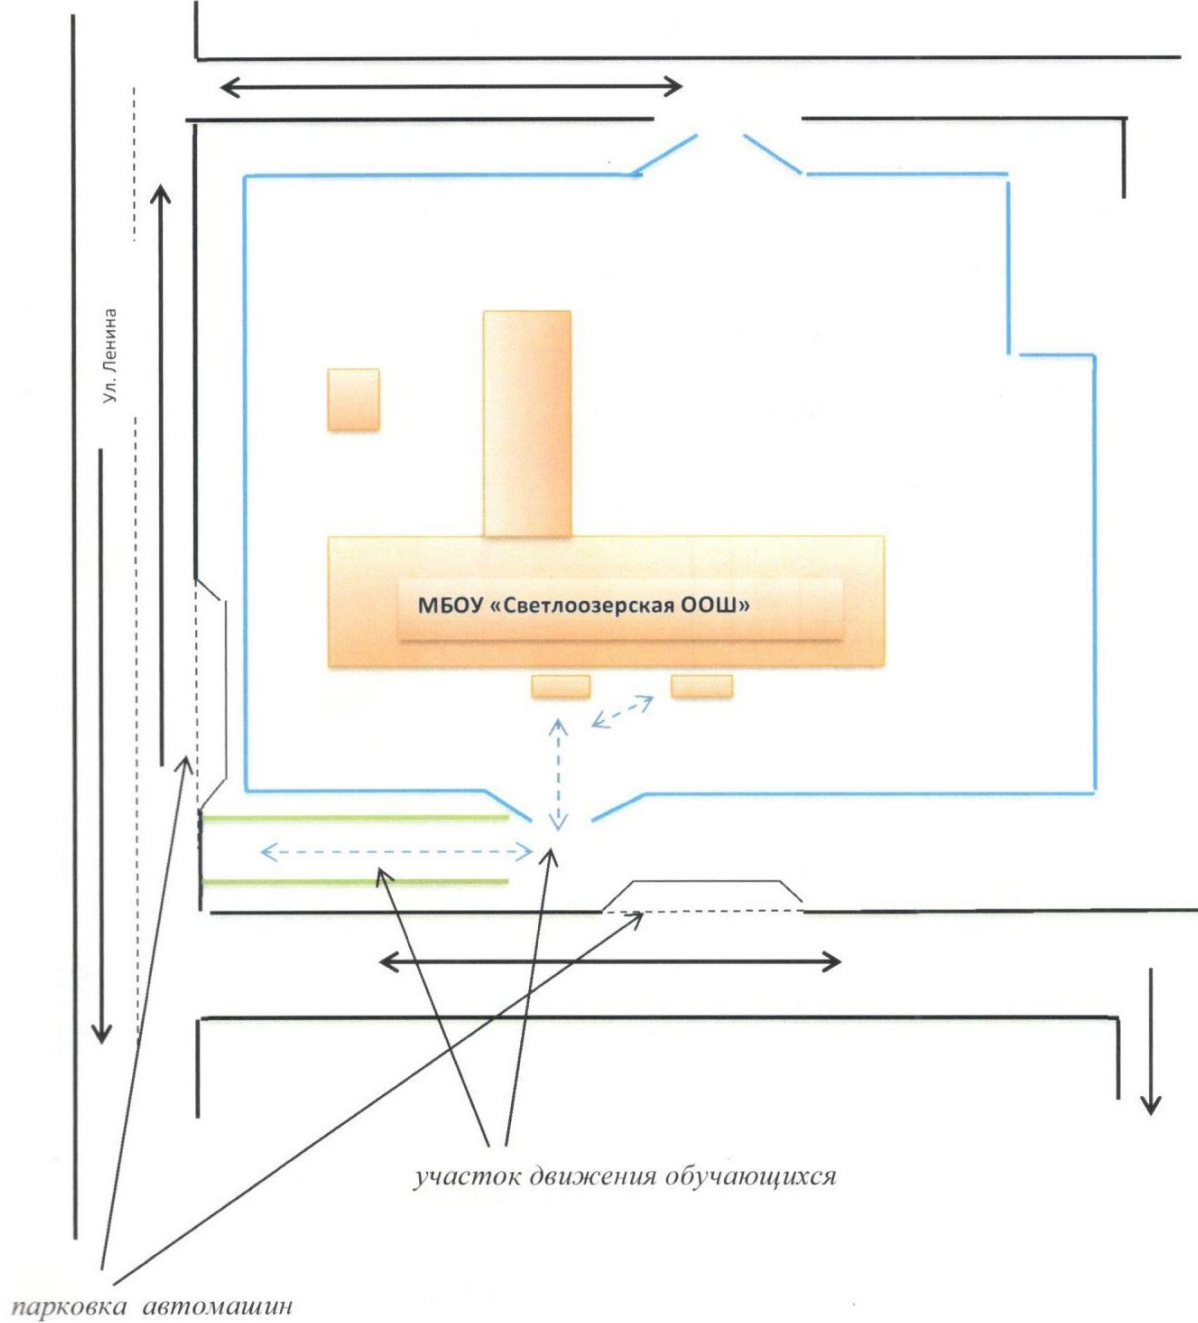 Ул. Ленина
МБОУ «Светлоозерская ООШ»
участок движения обучающихся
парковка автомашин